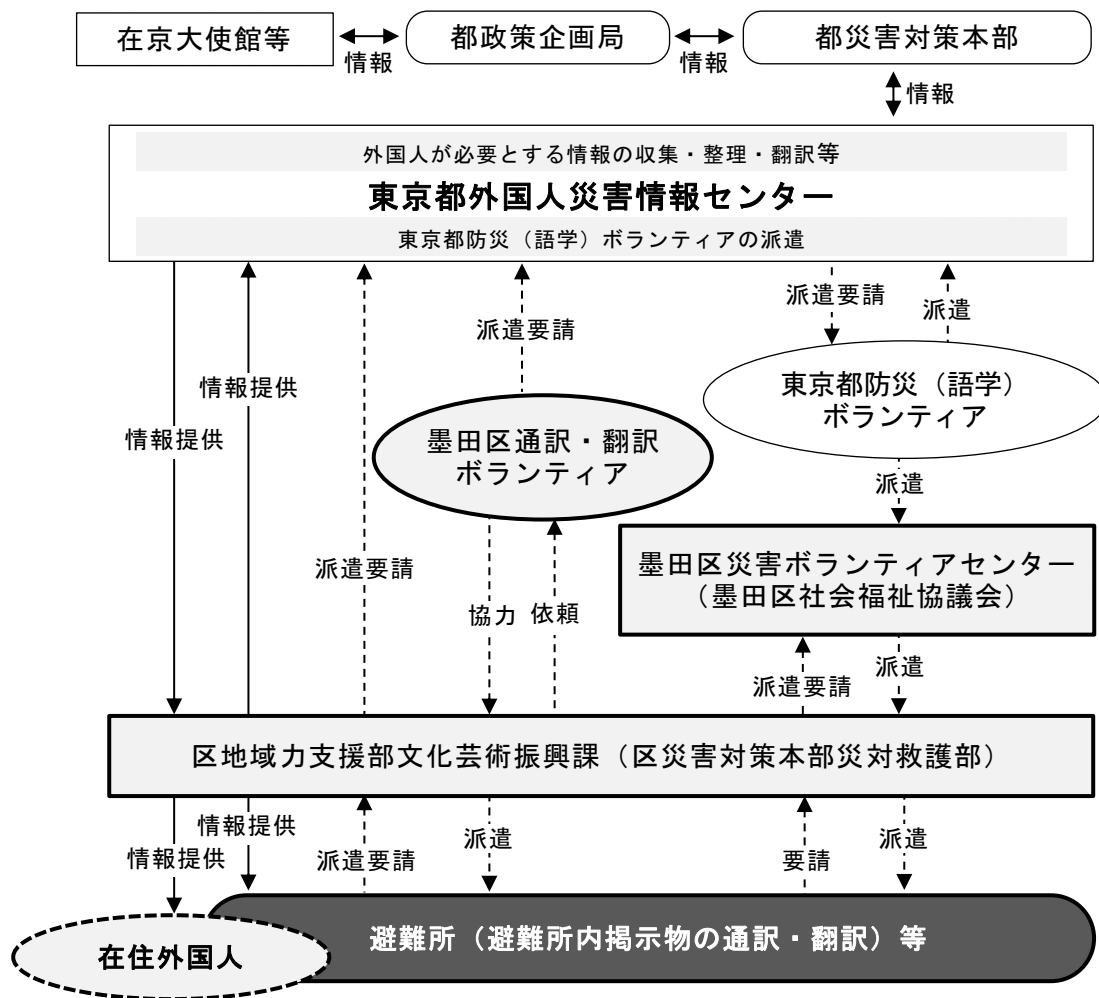 在京大使館等
情報
都政策企画局
情報
都災害対策本部
情報
外国人が必要とする情報の収集・整理・翻訳等
東京都外国人災害情報センター
東京都防災（語学）ボランティアの派遣
派遣要請
派遣要請
派遣
情報提供
情報提供
東京都防災（語学）
ボランティア
墨田区通訳・翻訳
ボランティア
派遣
派遣要請
墨田区災害ボランティアセンター
（墨田区社会福祉協議会）
協力
依頼
派遣要請
派遣
区地域力支援部文化芸術振興課（区災害対策本部災対救護部）
情報提供
情報提供
派遣要請
派遣
要請
派遣
避難所（避難所内掲示物の通訳・翻訳）等
在住外国人